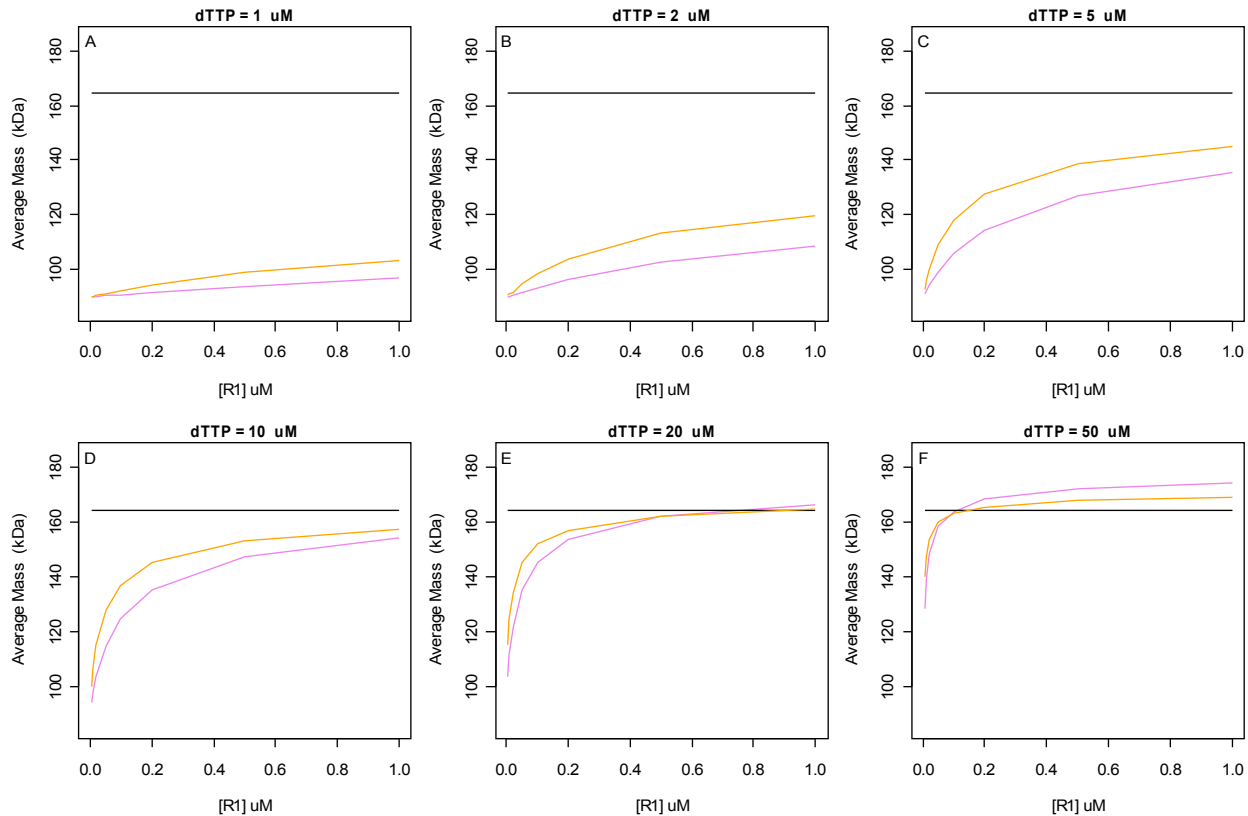 dTTP = 1 uM
A
Average Mass (kDa)
180
160
140
120
100
0.0 0.2 0.4 0.6 0.8 1.0
[R1] uM
dTTP = 2 uM
B
Average Mass (kDa)
180
160
140
120
100
0.0 0.2 0.4 0.6 0.8 1.0
[R1] uM
dTTP = 5 uM
C
Average Mass (kDa)
180
160
140
120
100
0.0 0.2 0.4 0.6 0.8 1.0
[R1] uM
dTTP = 10 uM
D
Average Mass (kDa)
180
160
140
120
100
0.0 0.2 0.4 0.6 0.8 1.0
[R1] uM
dTTP = 20 uM
E
Average Mass (kDa)
180
160
140
120
100
0.0 0.2 0.4 0.6 0.8 1.0
[R1] uM
dTTP = 50 uM
F
Average Mass (kDa)
180
160
140
120
100
0.0 0.2 0.4 0.6 0.8 1.0
[R1] uM